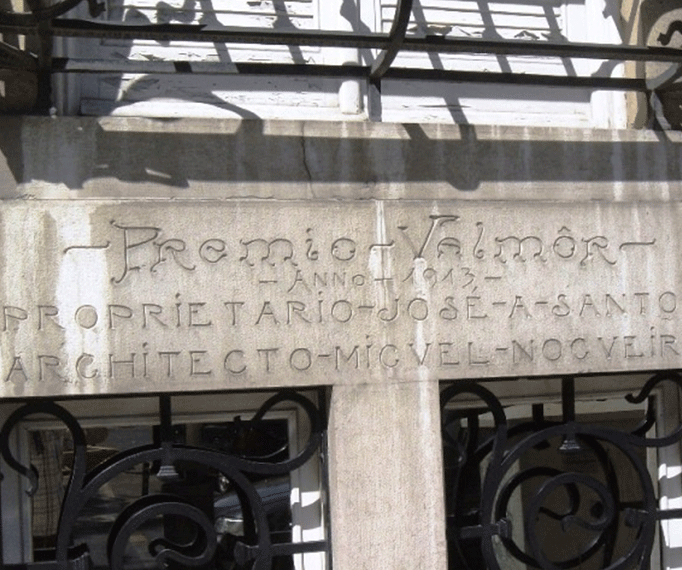 -Premio-Valmôr-
-Anno-1913.-
PROPRiETARiO-JOSÉ-A-SANTO
ARCHiTECTO-MiGVEL-NOGVEiR